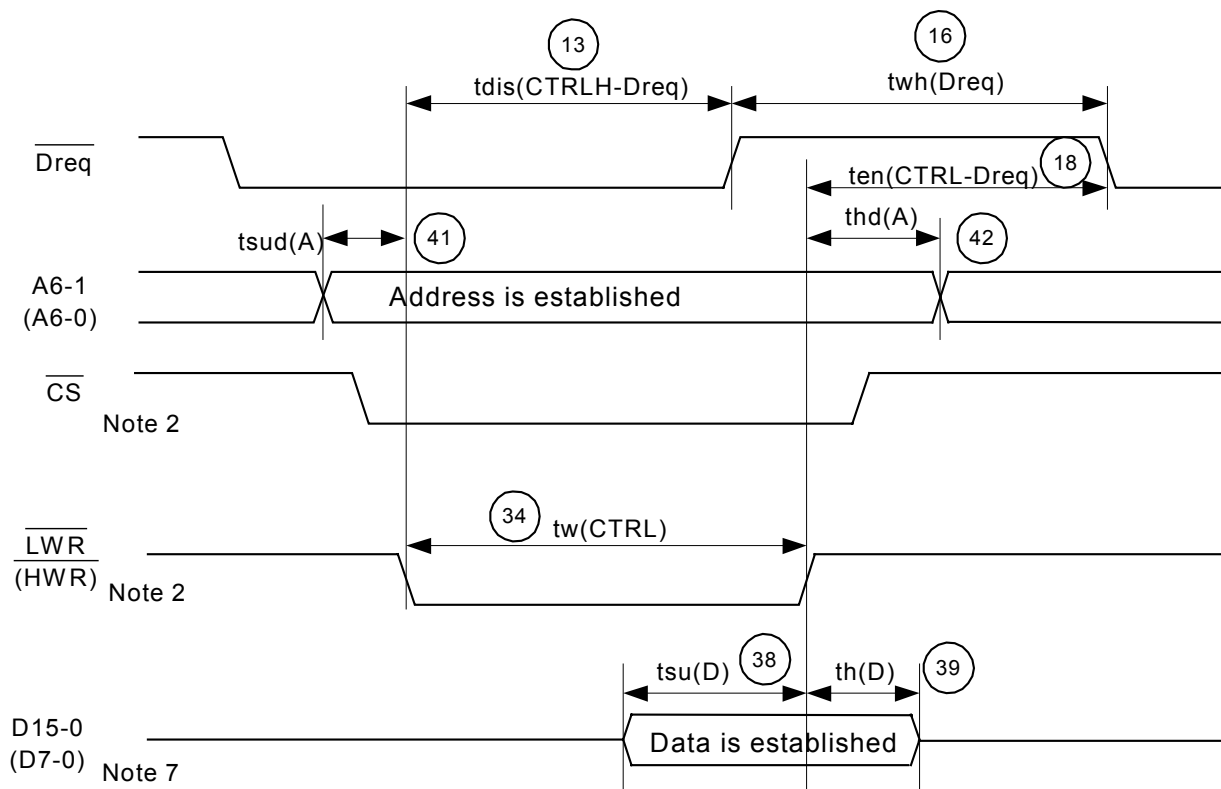 13
16
tdis(CTRLH-Dreq)
twh(Dreq)
Dreq
18
ten(CTRL-Dreq)
tsud(A)
41
thd(A)
42
A6-1
(A6-0)
Address is established
CS
Note 2
34
tw(CTRL)
LWR
(HWR)
Note 2
tsu(D)
38
th(D)
39
D15-0
(D7-0)
Data is established
Note 7